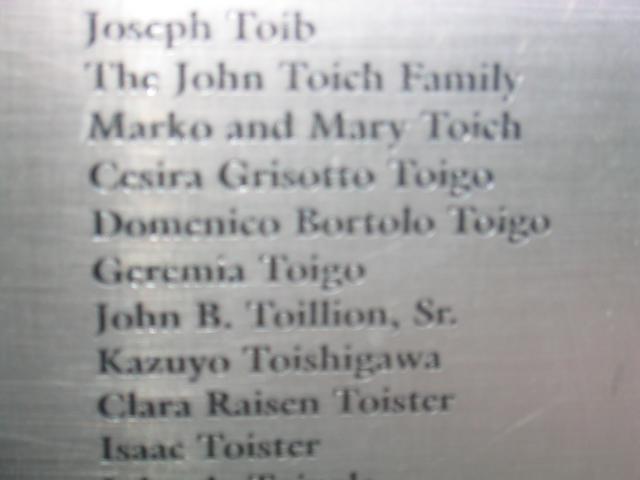 Joseph Toib
The John Toich Family
Marko and Mary Toich
Cesira Grisotto Toigo
Domenico Bortolo Toigo
Geremia Toigo
John B. Toillion, Sr.
Kazuyo Toishigawa
Clara Raisen Toister
Isaac Toister